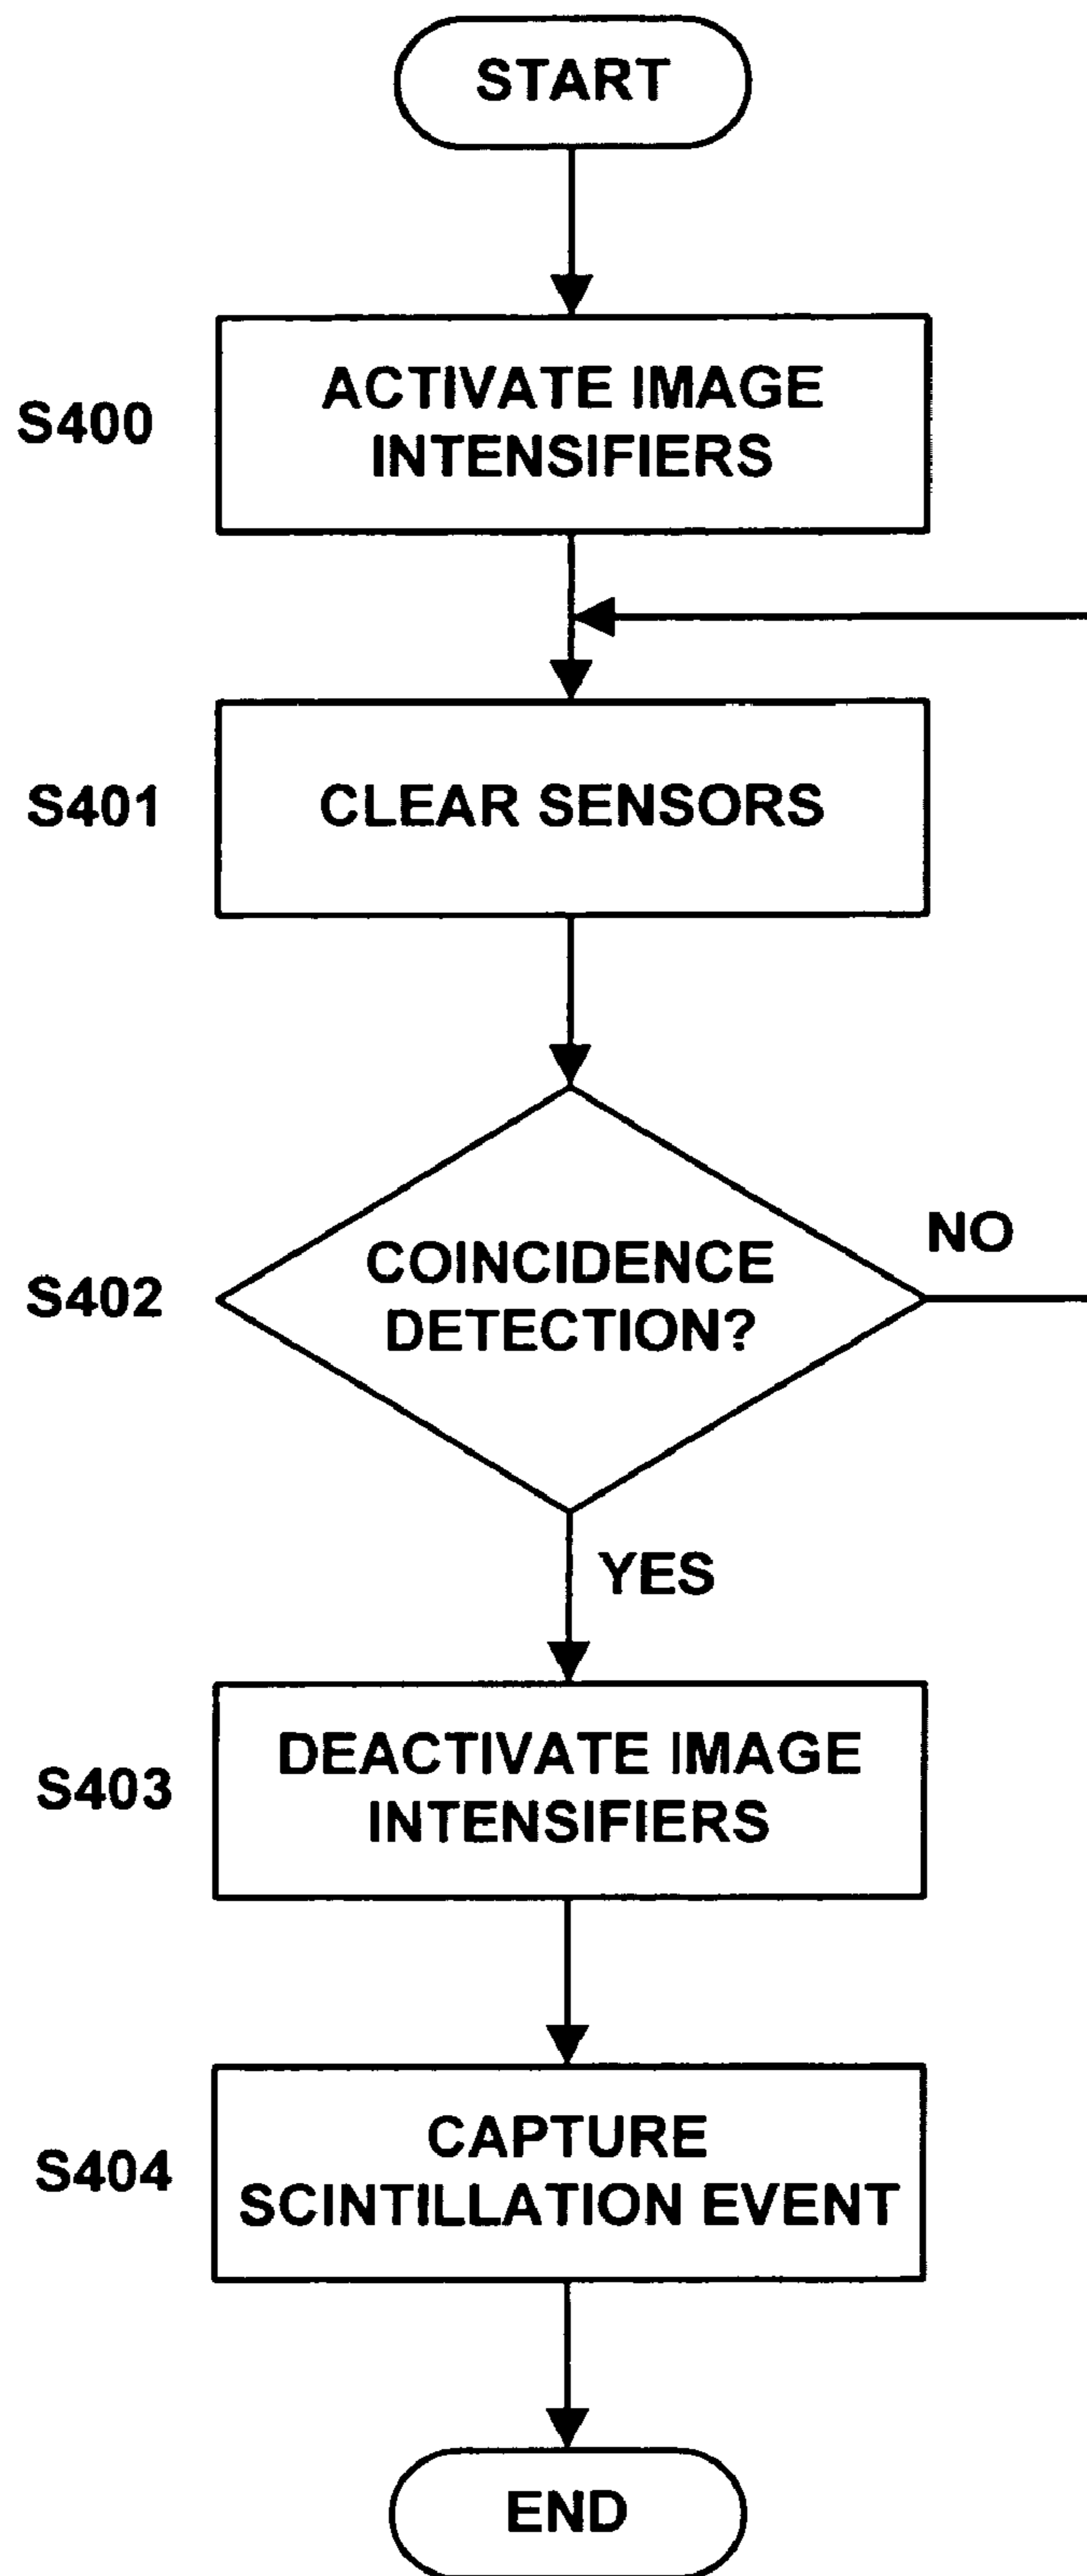 START
S400
ACTIVATE IMAGE
INTENSIFIERS
S401
CLEAR SENSORS
S402
COINCIDENCE
DETECTION?
NO
YES
S403
DEACTIVATE IMAGE
INTENSIFIERS
S404
CAPTURE
SCINTILLATION EVENT
END